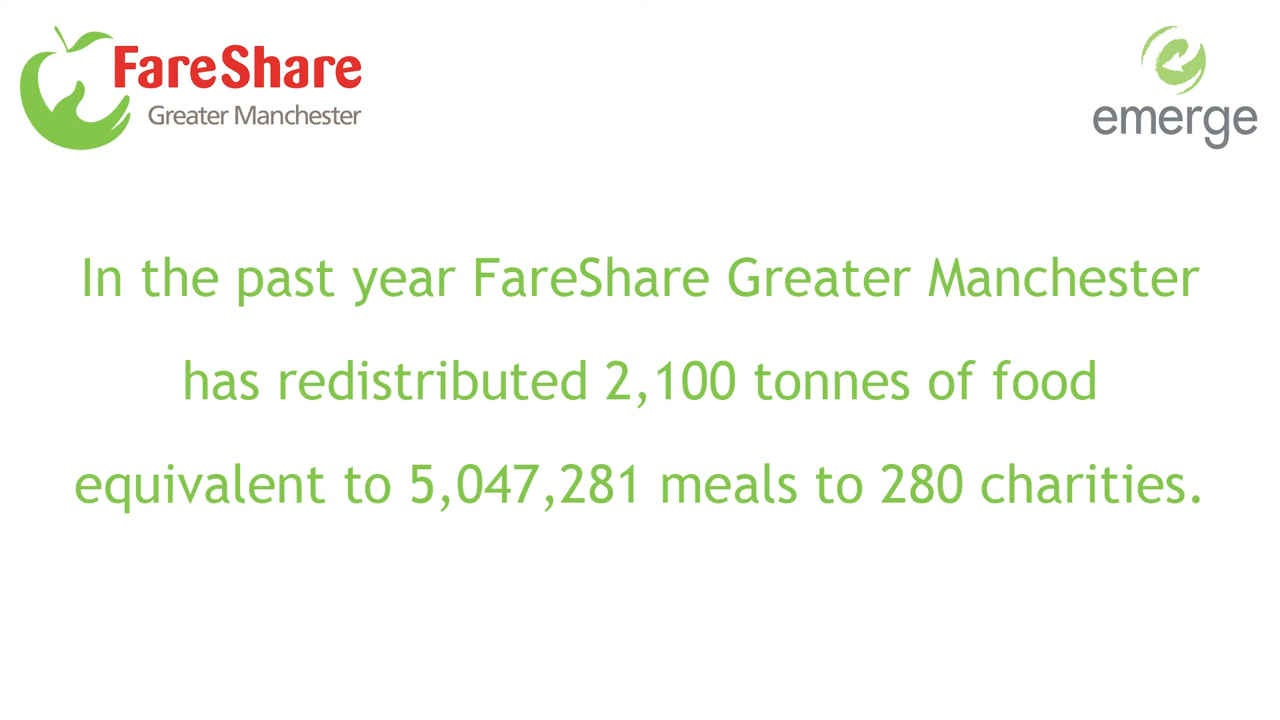 FareShare
Greater Manchester
emerge
In the past year FareShare Greater Manchester
has redistributed 2,100 tonnes of food
equivalent to 5,047,281 meals to 280 charities.